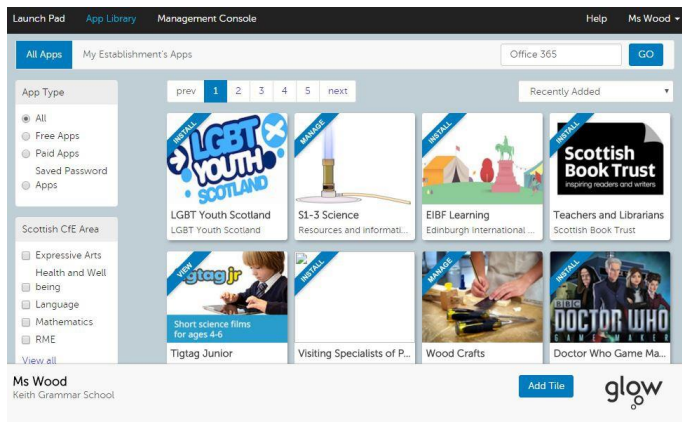 Launch Pad App Library Management Console Help Ms Wood
All Apps My Establishment's Apps Office 365 GO
App Type
All
Free Apps
Paid Apps
Saved Password
Apps
Scottish CfE Area
Expressive Arts
Health and Well
being
Language
Mathematics
RME
View all
prev 1 2 3 4 5 next Recently Added
INSTALL
LGBT
YOUTH
SCOTLAND
LGBT Youth Scotland
LGBT Youth Scotland
MANAGE
S1-3 Science
Resources and informati...
INSTALL
EIBF Learning
Edinburgh International ...
INSTALL
Scottish
Book Trust
inspiring readers and writers
Teachers and Librarians
Scottish Book Trust
VIEW
tigtag jr
Short science films
for ages 4-6
Tigtag Junior
INSTALL
Visiting Specialists of P...
MANAGE
Wood Crafts
INSTALL
BBC
DOCTOR WHO
GAME MAKER
Doctor Who Game Ma...
Ms Wood
Keith Grammar School
Add Tile
glow